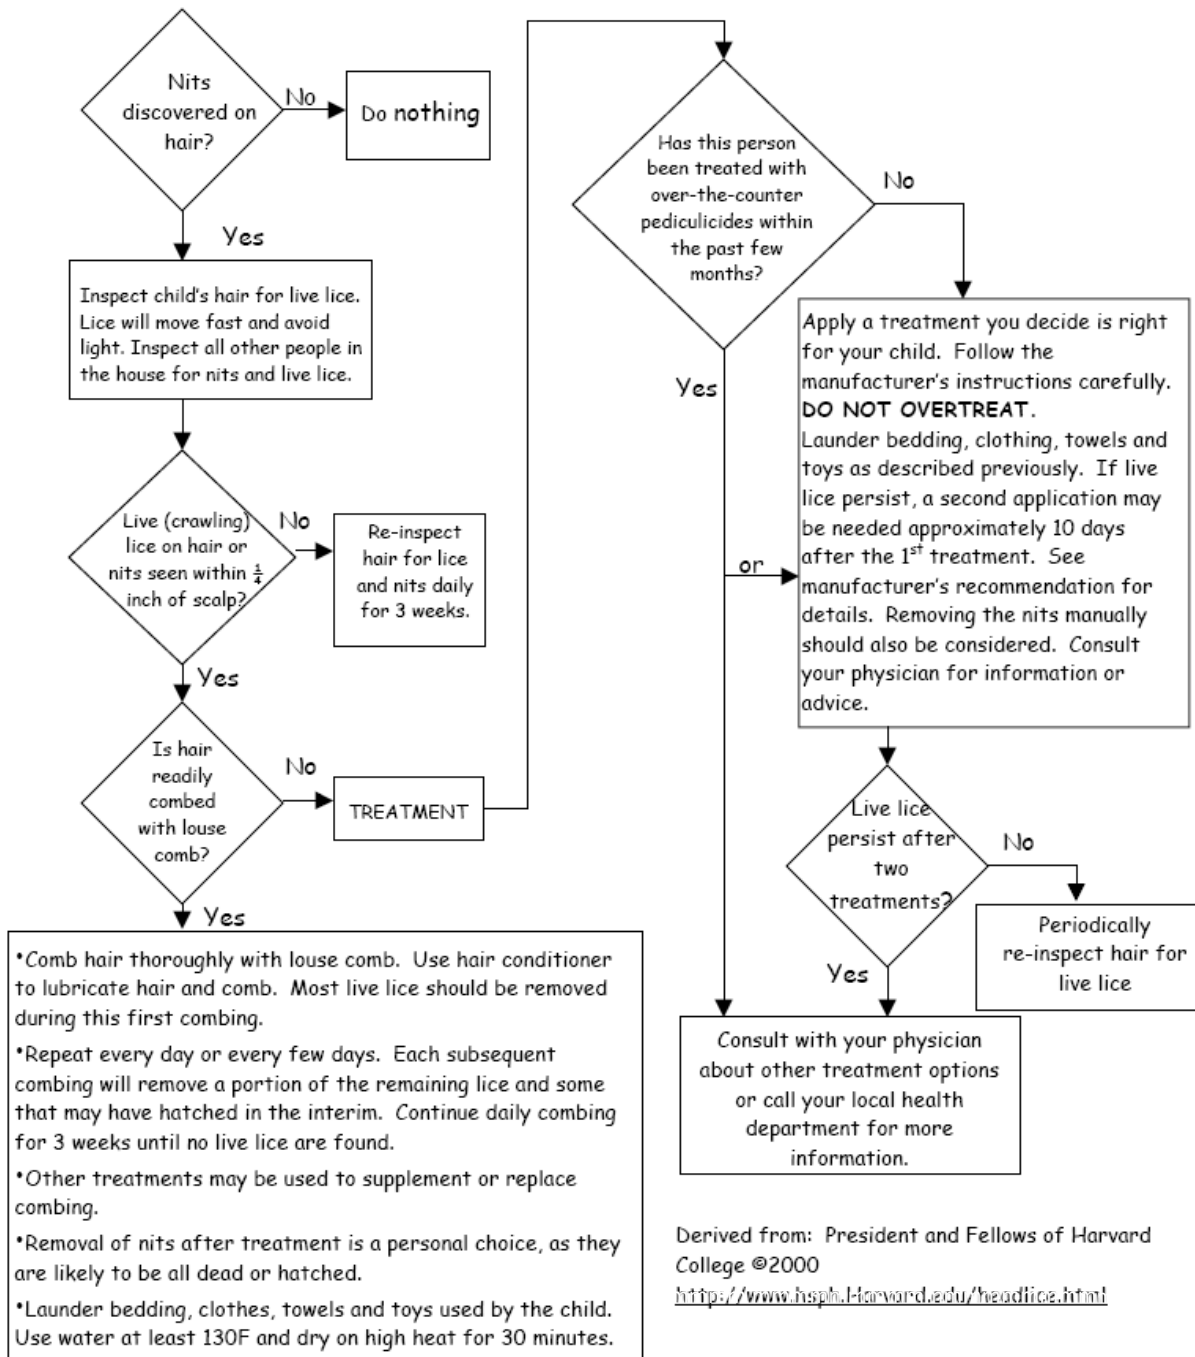 Nits
discovered on
hair?
No
Do nothing
Yes
Inspect child's hair for live lice.
Lice will move fast and avoid
light. Inspect all other people in
the house for nits and live lice.
Live (crawling)
lice on hair or
nits seen within ¼
inch of scalp?
No
Re-inspect
hair for lice
and nits daily
for 3 weeks.
Yes
Is hair
readily
combed
with louse
comb?
No
TREATMENT
Yes
•Comb hair thoroughly with louse comb.  Use hair conditioner
to lubricate hair and comb.  Most live lice should be removed
during this first combing.
•Repeat every day or every few days.  Each subsequent
combing will remove a portion of the remaining lice and some
that may have hatched in the interim.  Continue daily combing
for 3 weeks until no live lice are found.
•Other treatments may be used to supplement or replace
combing.
•Removal of nits after treatment is a personal choice, as they
are likely to be all dead or hatched.
•Launder bedding, clothes, towels and toys used by the child.
Use water at least 130F and dry on high heat for 30 minutes.
Has this person
been treated with
over-the-counter
pediculicides within
the past few
months?
No
Yes
or
Apply a treatment you decide is right
for your child.  Follow the
manufacturer's instructions carefully.
DO NOT OVERTREAT.
Launder bedding, clothing, towels and
toys as described previously.  If live
lice persist, a second application may
be needed approximately 10 days
after the 1st treatment.  See
manufacturer's recommendation for
details.  Removing the nits manually
should also be considered.  Consult
your physician for information or
advice.
Live lice
persist after
two
treatments?
No
Periodically
re-inspect hair for
live lice
Yes
Consult with your physician
about other treatment options
or call your local health
department for more
information.
Derived from:  President and Fellows of Harvard
College ©2000
http://www.hsph.Harvard.edu/headlice.html